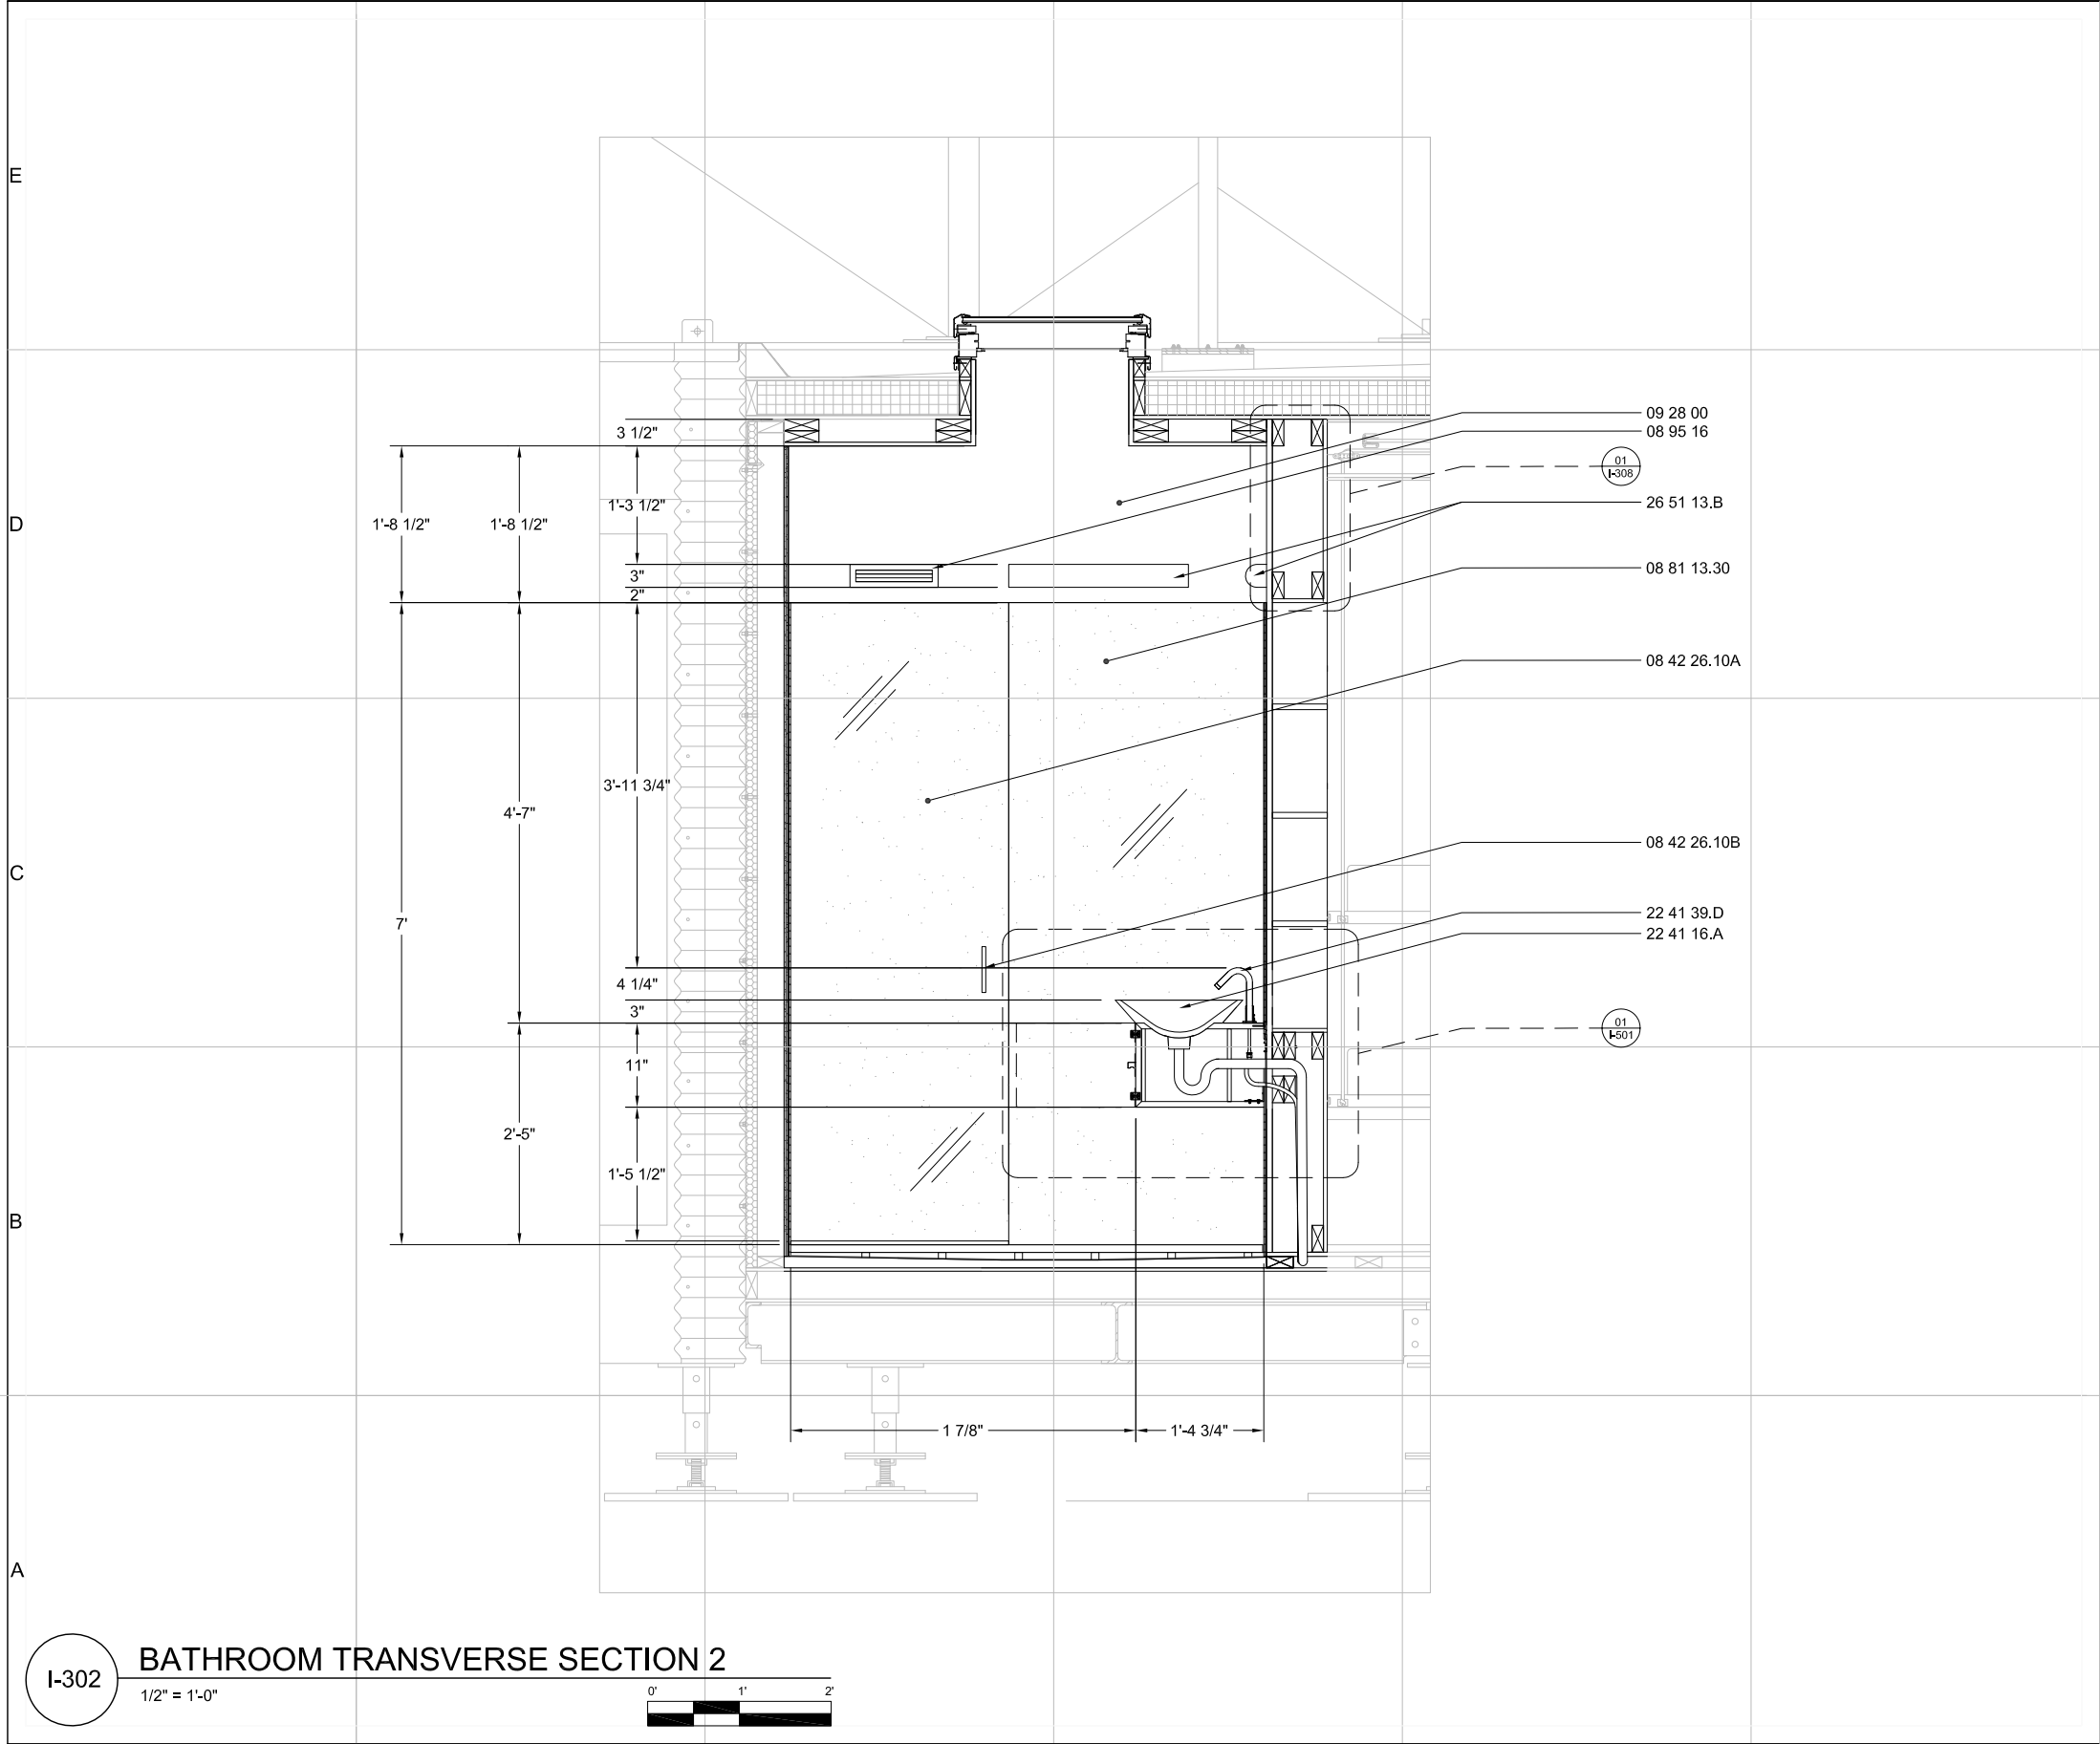 E
09 28 00
3 1/2"
08 95 16
01
I-308
1'-3 1/2"
26 51 13.B
D
1'-8 1/2"
1'-8 1/2"
08 81 13.30
3"
2"
08 42 26.10A
3'-11 3/4"
4'-7"
08 42 26.10B
C
22 41 39.D
7'
22 41 16.A
4 1/4"
3"
01
I-501
11"
2'-5"
1'-5 1/2"
B
1 7/8"
1'-4 3/4"
A
BATHROOM TRANSVERSE SECTION 2
I-302
1/2" = 1'-0"
0' 1' 2'